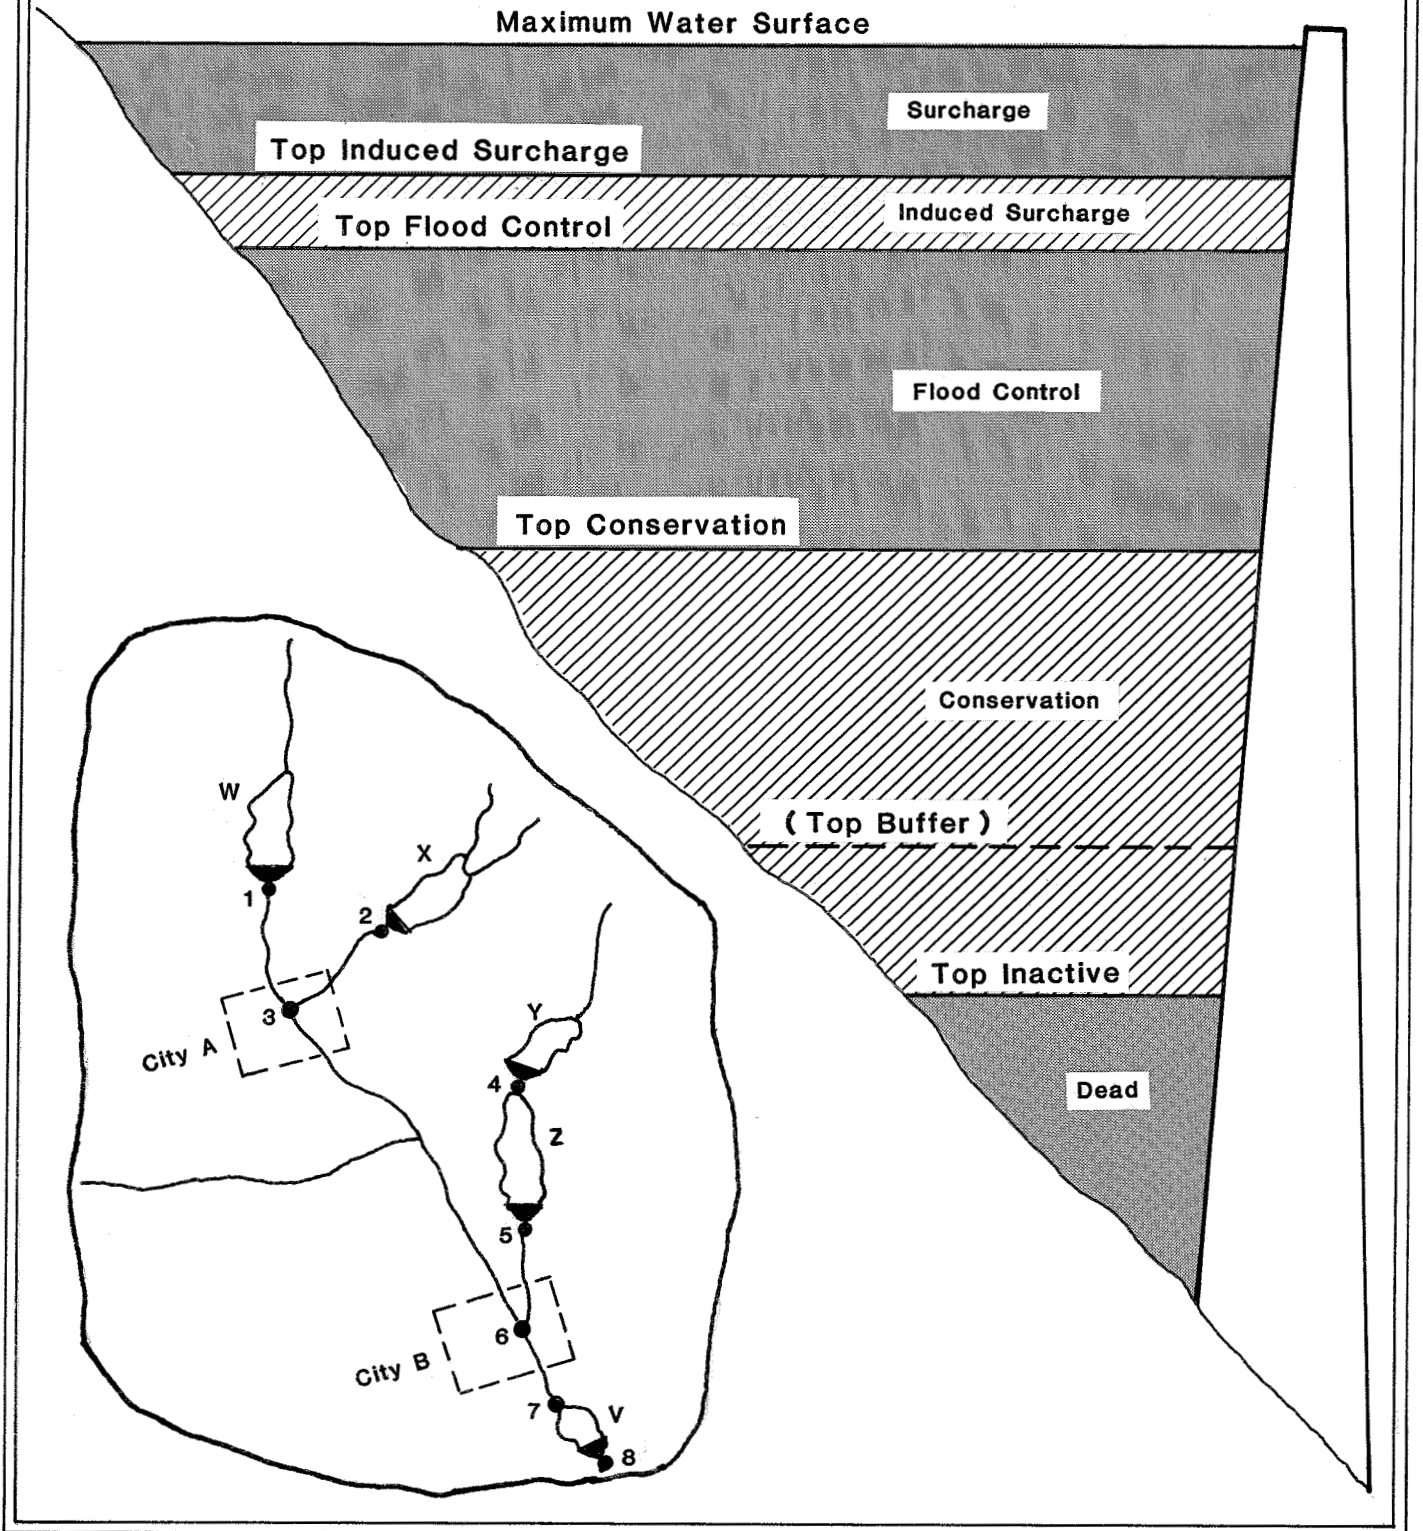 Maximum Water Surface
Surcharge
Top Induced Surcharge
Induced Surcharge
Top Flood Control
Flood Control
Top Conservation
Conservation
(Top Buffer)
Top Inactive
Dead
W
X
1
2
3
City A
Y
4
Z
5
6
City B
7
V
8